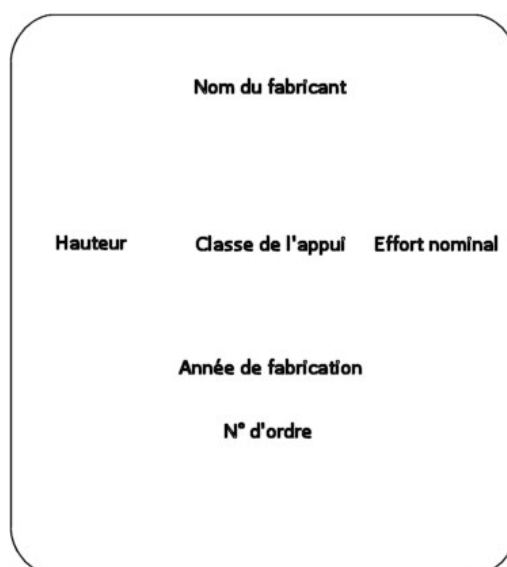 Nom du fabricant
Hauteur Classe de l'appui Effort nominal
Année de fabrication
N° d'ordre